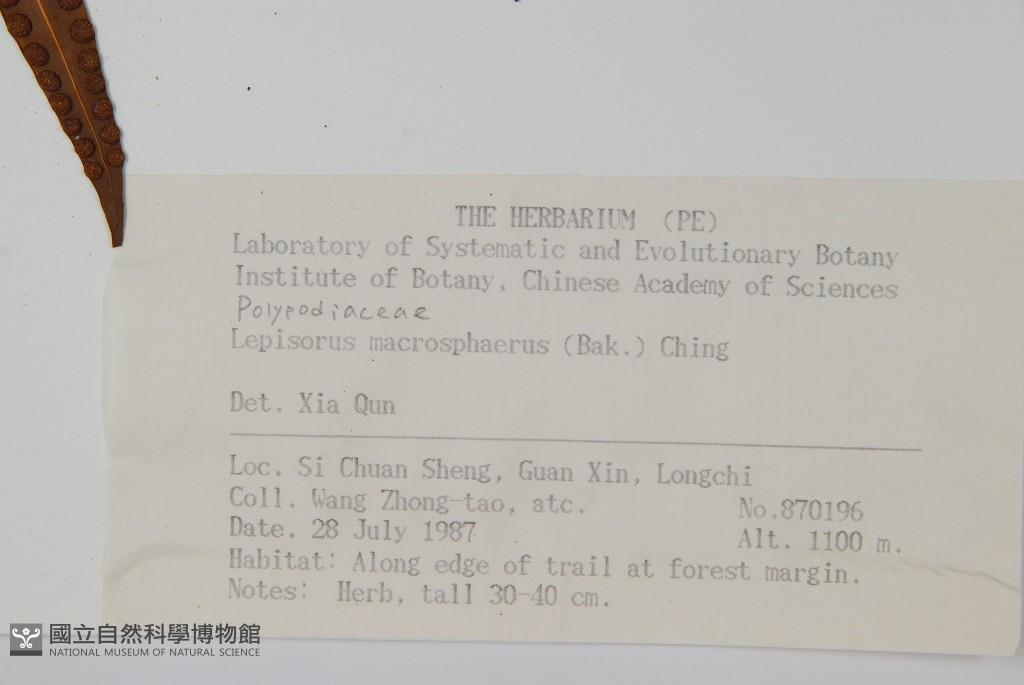 THE HERBARIUM (PE)
Laboratory of Systematic and Evolutionary Botany
Institute of Botany, Chinese Academy of Sciences
Polypodiaceae
Lepisorus macrosphaerus (Bak.) Ching
Det. Xia Qun
Loc. Si Chuan Sheng, Guan Xin, Longchi
Coll. Wang Zhong-tao, atc. No.870196
Date. 28 July 1987 Alt. 1100 m.
Habitat: Along edge of trail at forest margin.
Notes: Herb, tall 30-40 cm.
國立自然科學博物館
NATIONAL MUSEUM OF NATURAL SCIENCE